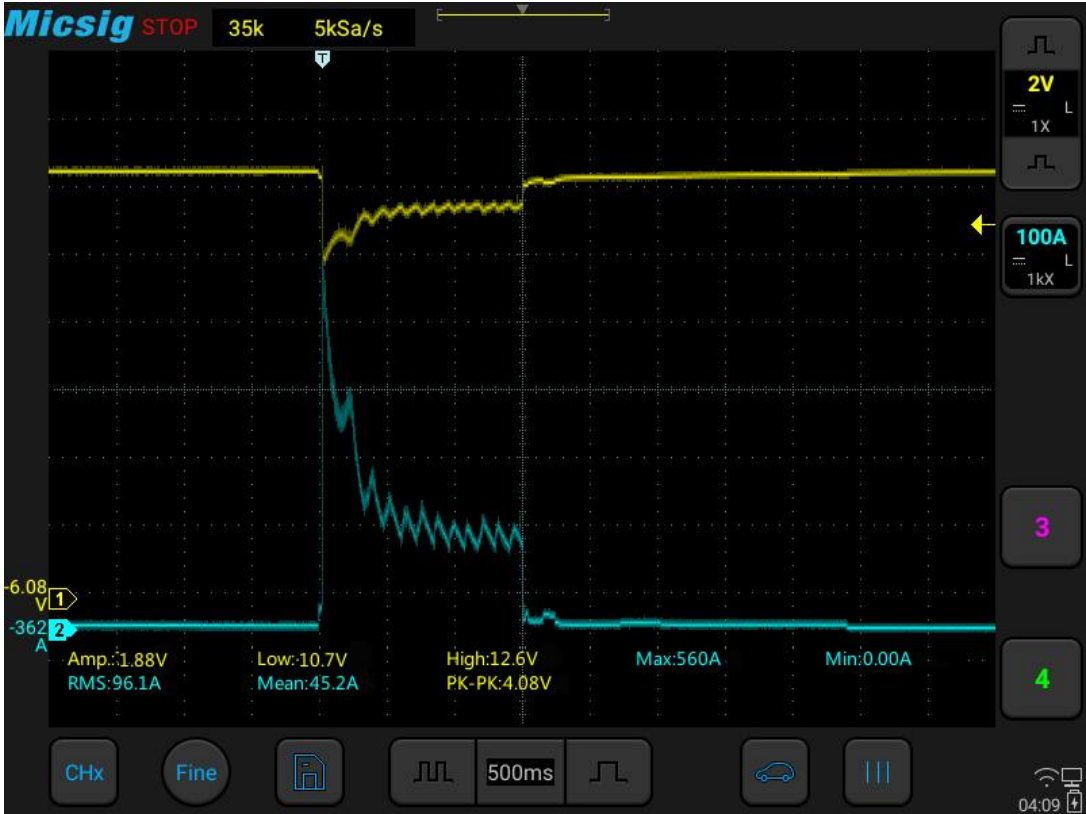 Micsig STOP 35k 5kSa/s
T
2V
L
1X
100A
L
1kX
3
-6.08
V 1
-362 2
A
Amp.:1.88V Low:10.7V High:12.6V Max:560A Min:0.00A
RMS:96.1A Mean:45.2A PK-PK:4.08V
4
CHx Fine 500ms
04:09